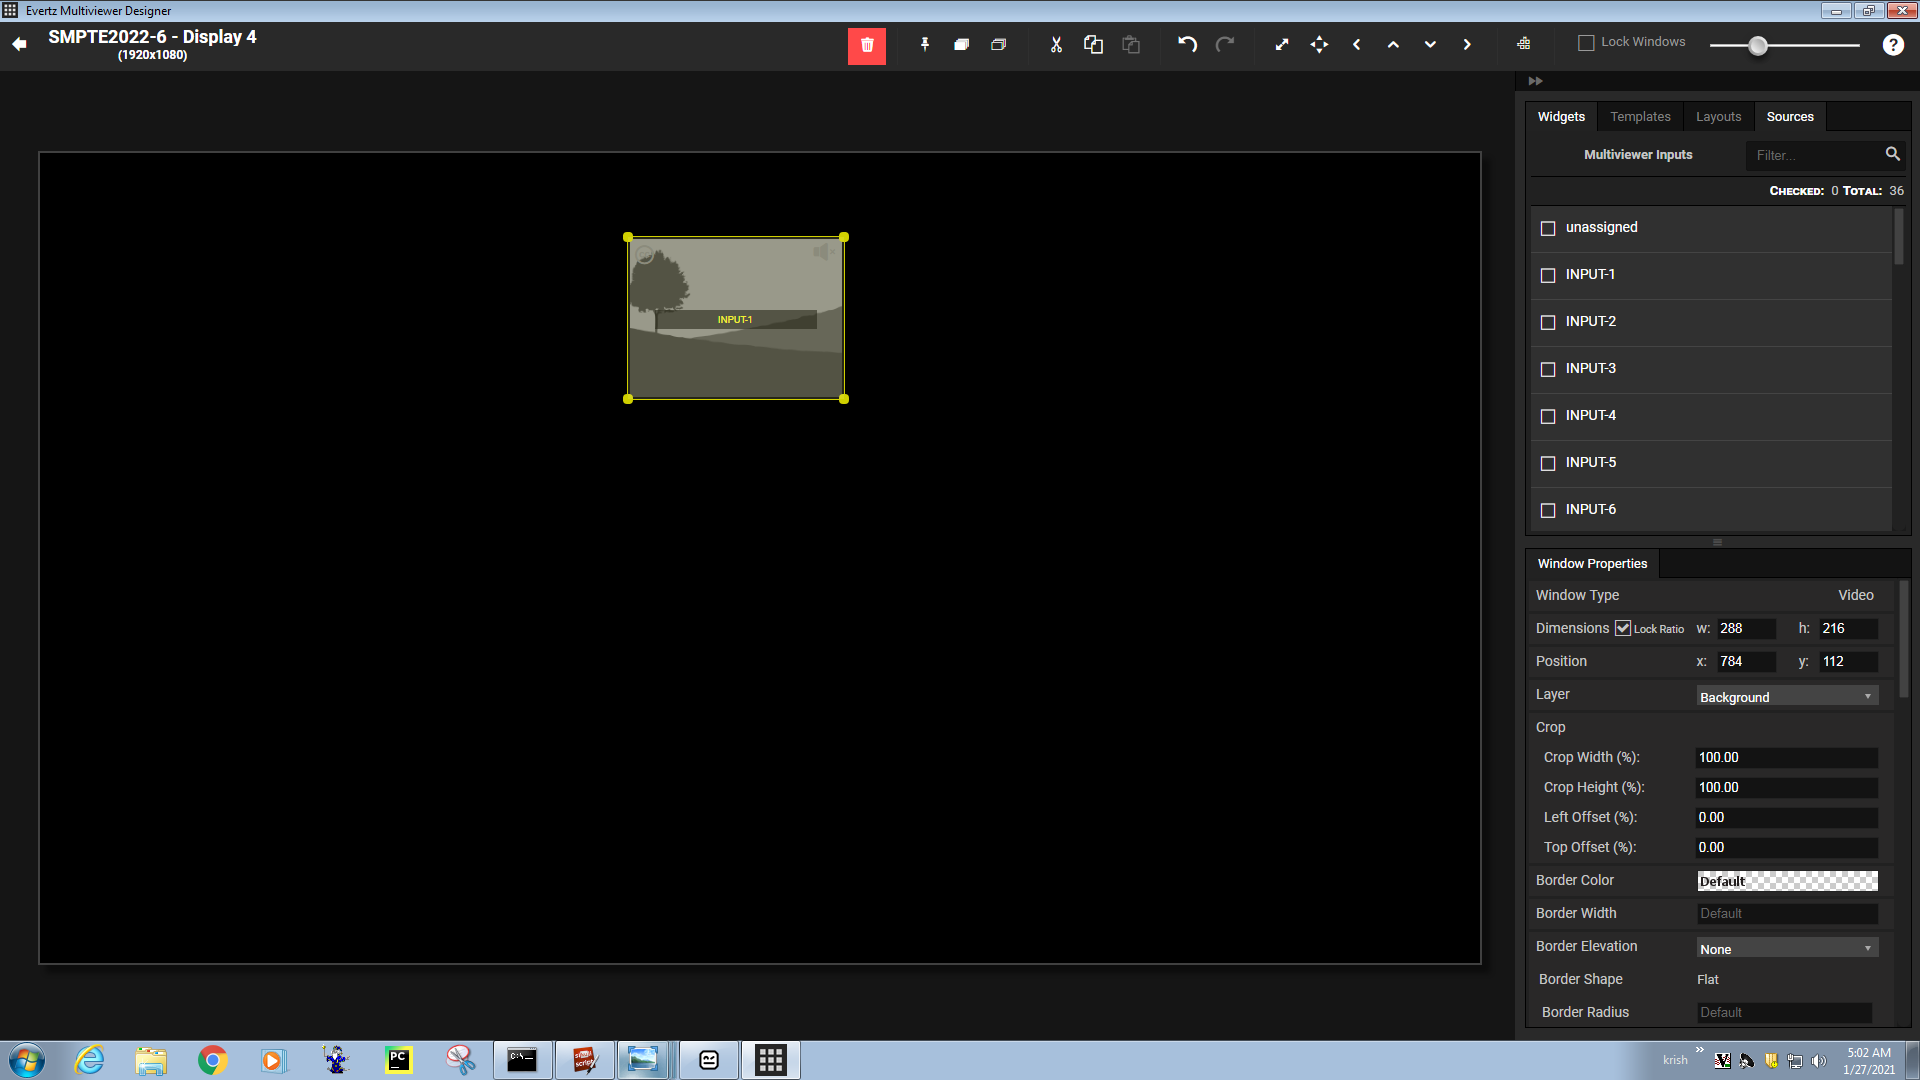 Evertz Multiviewer Designer
SMPTE2022-6 - Display 4
(1920x1080)
Lock Windows
?
Widgets
Templates
Layouts
Sources
Multiviewer Inputs
Filter...
CHECKED: 0 TOTAL: 36
unassigned
INPUT-1
INPUT-2
INPUT-3
INPUT-4
INPUT-5
INPUT-6
INPUT-1
Window Properties
Window Type Video
Dimensions Lock Ratio w: 288 h: 216
Position x: 784 y: 112
Layer Background
Crop
Crop Width (%): 100.00
Crop Height (%): 100.00
Left Offset (%): 0.00
Top Offset (%): 0.00
Border Color Default
Border Width Default
Border Elevation None
Border Shape Flat
Border Radius Default
PC
C:\_
script
krish
5:02 AM
1/27/2021